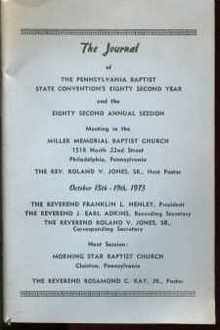 The Journal
of
THE PENNSYLVANIA BAPTIST
STATE CONVENTION'S EIGHTY SECOND YEAR
and the
EIGHTY SECOND ANNUAL SESSION
Meeting in the
MILLER MEMORIAL BAPTIST CHURCH
1518 North 22nd Street
Philadelphia, Pennsylvania
THE REV. ROLAND V. JONES, SR., Host Pastor
October 15th - 19th, 1973
THE REVEREND FRANKLIN L. HENLEY, President
THE REVEREND J. EARL ADKINS, Recording Secretary
THE REVEREND ROLAND V. JONES, SR.,
Corresponding Secretary
Next Session:
MORNING STAR BAPTIST CHURCH
Clairton, Pennsylvania
THE REVEREND ROSAMOND C. KAY, JR., Pastor